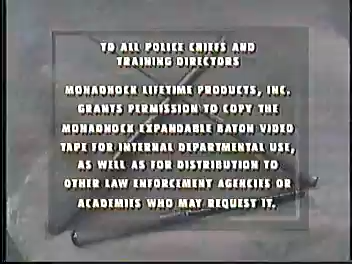 TO ALL POLICE CHIEFS AND
TRAINING DIRECTORS
MONADNOCK LIFETIME PRODUCTS, INC.
GRANTS PERMISSION TO COPY THE
MONADNOCK EXPANDABLE BATON VIDEO
TAPE FOR INTERNAL DEPARTMENTAL USE,
AS WELL AS FOR DISTRIBUTION TO
OTHER LAW ENFORCEMENT AGENCIES OR
ACADEMIES WHO MAY REQUEST IT.